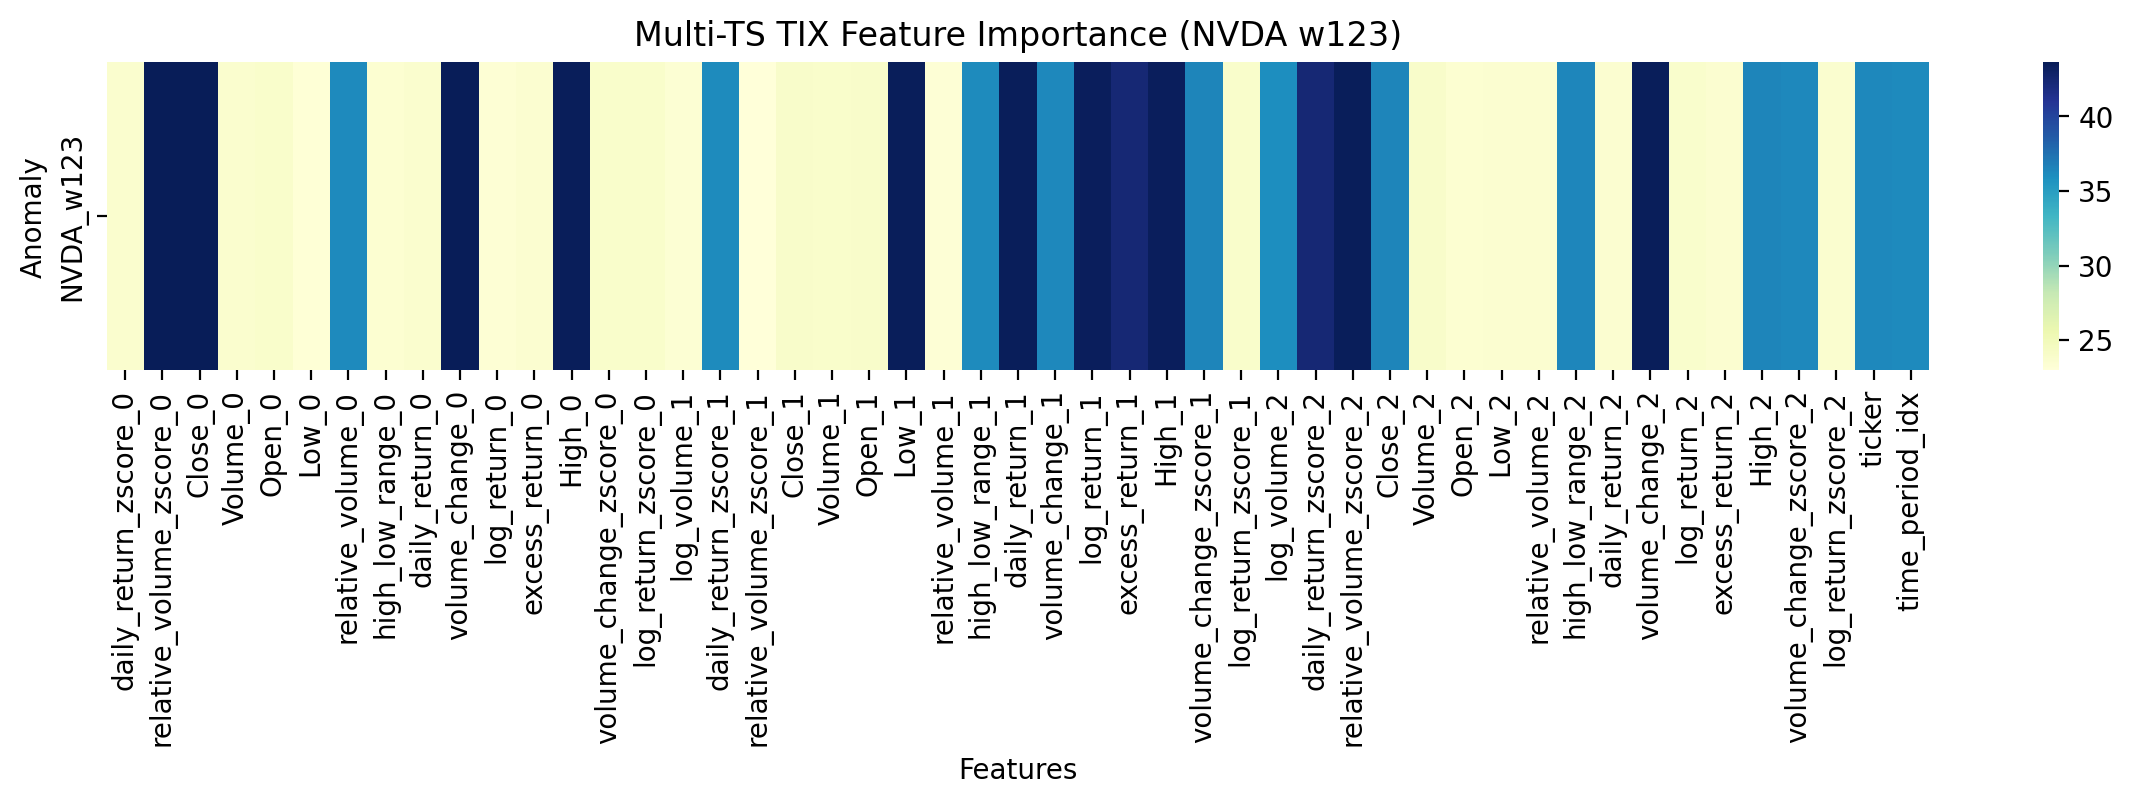 Multi-TS TIX Feature Importance (NVDA w123)
Anomaly
NVDA_w123
40
35
30
25
daily_return_zscore_0
relative_volume_zscore_0
Close_0
Volume_0
Open_0
Low_0
relative_volume_0
high_low_range_0
daily_return_0
volume_change_0
log_return_0
excess_return_0
High_0
volume_change_zscore_0
log_return_zscore_0
log_volume_1
daily_return_zscore_1
relative_volume_zscore_1
Close_1
Volume_1
Open_1
Low_1
relative_volume_1
high_low_range_1
daily_return_1
volume_change_1
log_return_1
excess_return_1
High_1
volume_change_zscore_1
log_return_zscore_1
log_volume_2
daily_return_zscore_2
relative_volume_zscore_2
Close_2
Volume_2
Open_2
Low_2
relative_volume_2
high_low_range_2
daily_return_2
volume_change_2
log_return_2
excess_return_2
High_2
volume_change_zscore_2
log_return_zscore_2
ticker
time_period_idx
Features